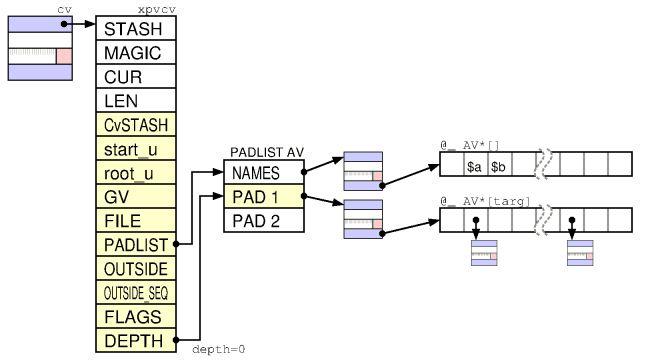 cv
xpvcv
STASH
MAGIC
CUR
LEN
CvSTASH
start_u
root_u
GV
FILE
PADLIST
OUTSIDE
OUTSIDE_SEQ
FLAGS
DEPTH
depth=0
PADLIST AV
NAMES
PAD 1
PAD 2
@_ AV*[]
$a $b
@_ AV*[targ]